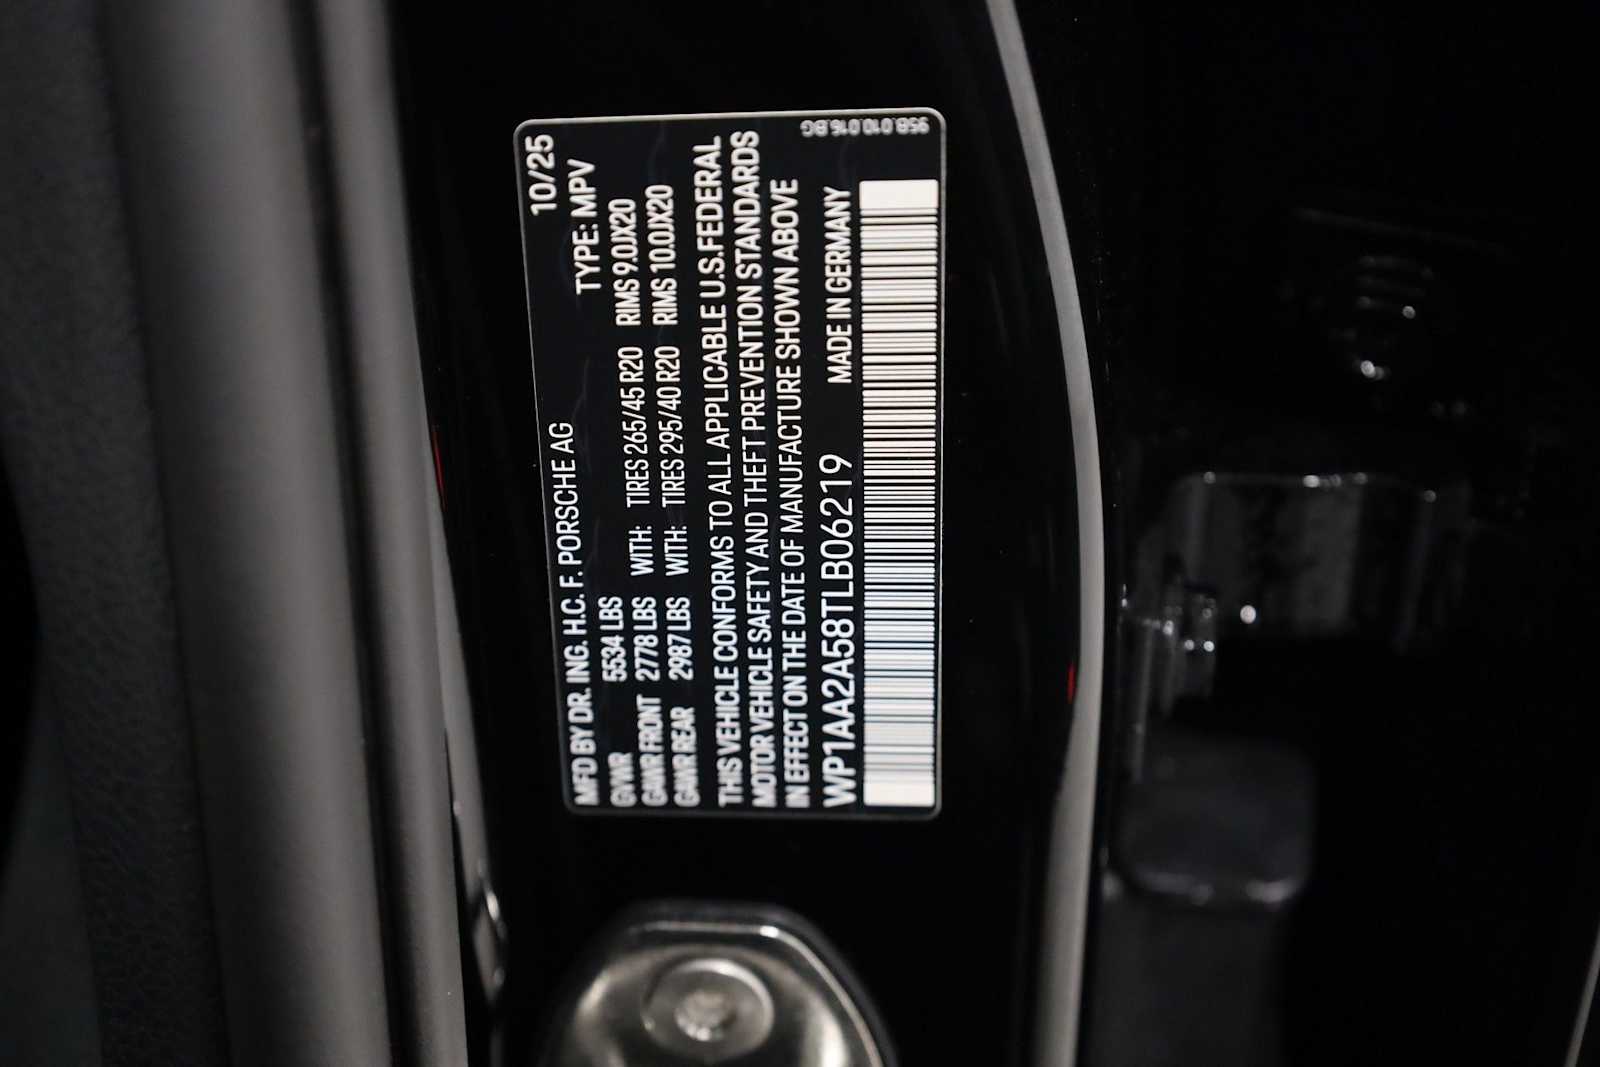 10/25
MFD BY DR. ING. H.C. F. PORSCHE AG TYPE: MPV
GVWR 5534 LBS
GAWR FRONT 2778 LBS WITH: TIRES 265/45 R20 RIMS 9.0JX20
GAWR REAR 2987 LBS WITH: TIRES 295/40 R20 RIMS 10.0JX20
THIS VEHICLE CONFORMS TO ALL APPLICABLE U.S.FEDERAL
MOTOR VEHICLE SAFETY AND THEFT PREVENTION STANDARDS
IN EFFECT ON THE DATE OF MANUFACTURE SHOWN ABOVE
WP1AA2A58TLB06219 MADE IN GERMANY
95B.010.016.BG